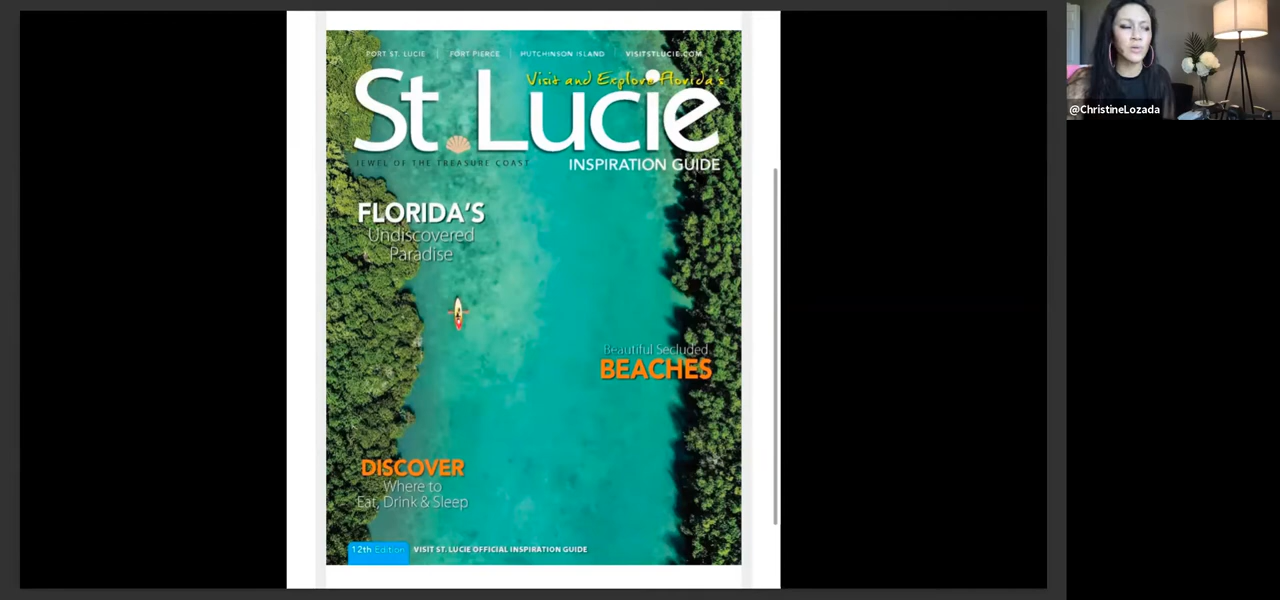 PORT ST. LUCIE | FORT PIERCE | HUTCHINSON ISLAND | VISITSTLUCIE.COM
Visit and Explore Florida's
St. Lucie
JEWEL OF THE TREASURE COAST
INSPIRATION GUIDE
FLORIDA'S
Undiscovered
Paradise
Beautiful Secluded
BEACHES
DISCOVER
Where to
Eat, Drink & Sleep
12th Edition
VISIT ST. LUCIE OFFICIAL INSPIRATION GUIDE
@ChristineLozada